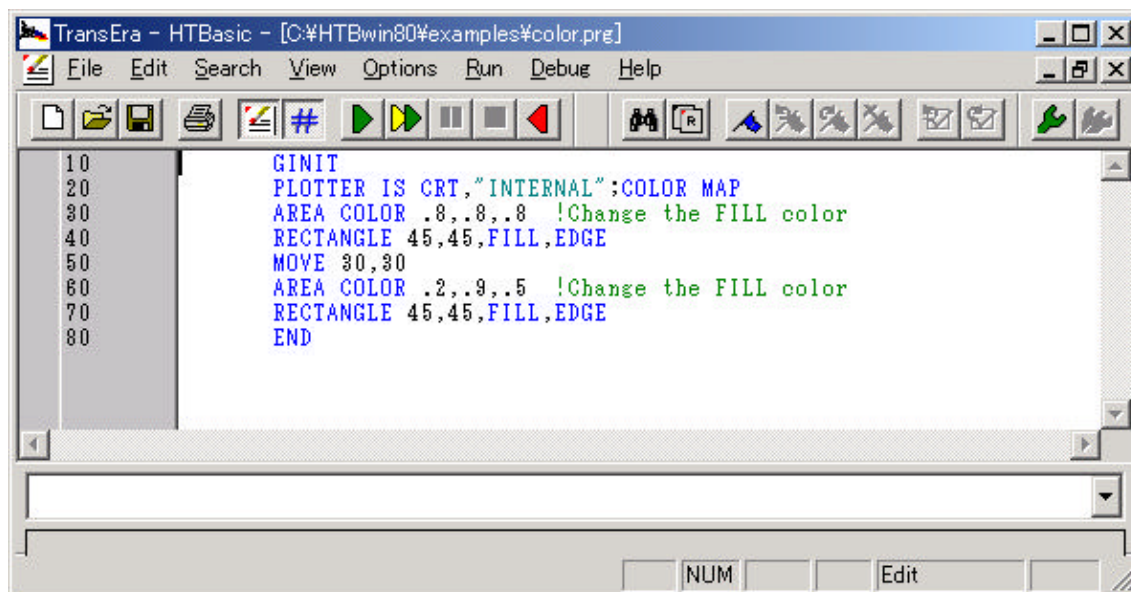 TransEra - HTBasic - [C:¥HTBwin80¥examples¥color.prg]
File Edit Search View Options Run Debug Help
10 GINIT
20 PLOTTER IS CRT,"INTERNAL";COLOR MAP
30 AREA COLOR .8,.8,.8 !Change the FILL color
40 RECTANGLE 45,45,FILL,EDGE
50 MOVE 30,30
60 AREA COLOR .2,.9,.5 !Change the FILL color
70 RECTANGLE 45,45,FILL,EDGE
80 END
NUM Edit